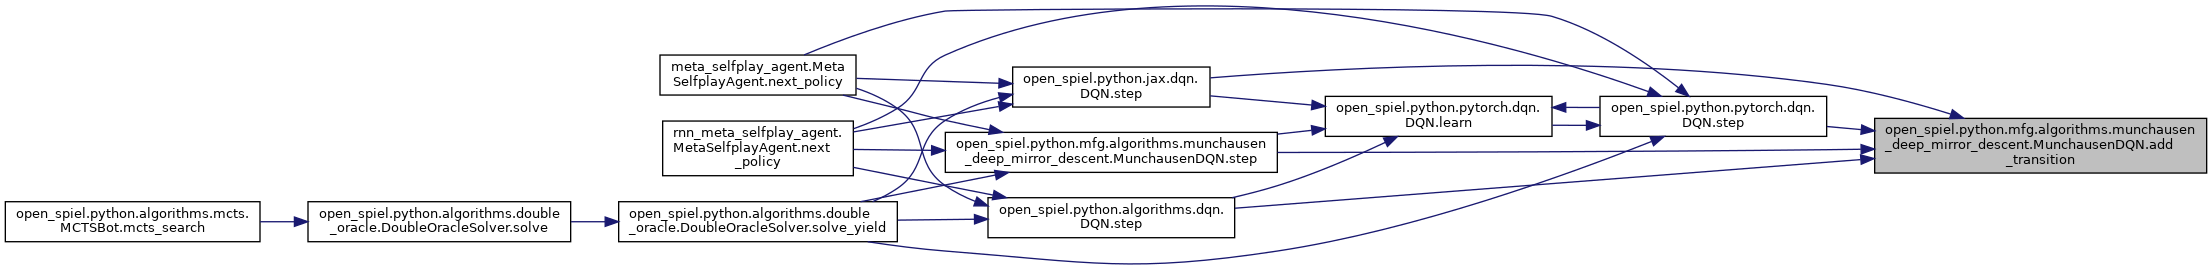 meta_selfplay_agent.Meta
SelfplayAgent.next_policy
rnn_meta_selfplay_agent.
MetaSelfplayAgent.next
_policy
open_spiel.python.algorithms.mcts.
MCTSBot.mcts_search
open_spiel.python.algorithms.double
_oracle.DoubleOracleSolver.solve
open_spiel.python.algorithms.double
_oracle.DoubleOracleSolver.solve_yield
open_spiel.python.jax.dqn.
DQN.step
open_spiel.python.mfg.algorithms.munchausen
_deep_mirror_descent.MunchausenDQN.step
open_spiel.python.algorithms.dqn.
DQN.step
open_spiel.python.pytorch.dqn.
DQN.learn
open_spiel.python.pytorch.dqn.
DQN.step
open_spiel.python.mfg.algorithms.munchausen
_deep_mirror_descent.MunchausenDQN.add
_transition